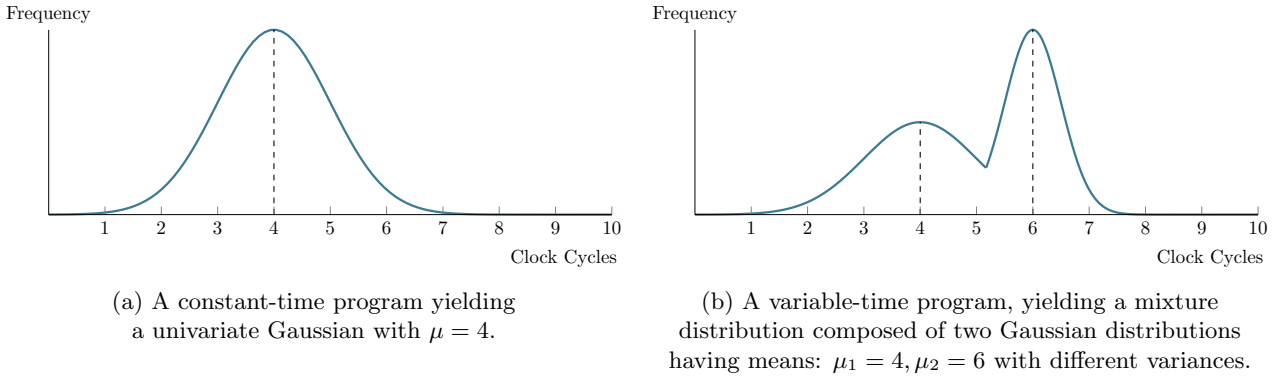 Frequency
1 2 3 4 5 6 7 8 9 10
Clock Cycles
(a) A constant-time program yielding
a univariate Gaussian with μ = 4.
Frequency
1 2 3 4 5 6 7 8 9 10
Clock Cycles
(b) A variable-time program, yielding a mixture
distribution composed of two Gaussian distributions
having means: μ₁ = 4, μ₂ = 6 with different variances.